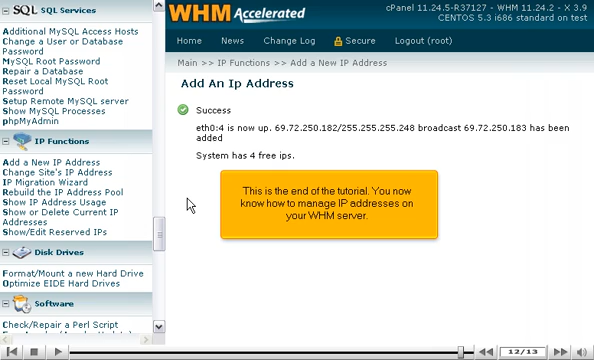 SQL SQL Services
Additional MySQL Access Hosts
Change a User or Database
Password
MySQL Root Password
Repair a Database
Reset Local MySQL Root
Password
Setup Remote MySQL server
Show MySQL Processes
phpMyAdmin
IP Functions
Add a New IP Address
Change Site's IP Address
IP Migration Wizard
Rebuild the IP Address Pool
Show IP Address Usage
Show or Delete Current IP
Addresses
Show/Edit Reserved IPs
Disk Drives
Format/Mount a new Hard Drive
Optimize EIDE Hard Drives
Software
Check/Repair a Perl Script
WHM Accelerated
cPanel 11.24.5-R37127 - WHM 11.24.2 - X 3.9
CENTOS 5.3 i686 standard on test
Home News Change Log Secure Logout (root)
Main >> IP Functions >> Add a New IP Address
Add An Ip Address
Success
eth0:4 is now up. 69.72.250.182/255.255.255.248 broadcast 69.72.250.183 has been
added
System has 4 free ips.
This is the end of the tutorial. You now
know how to manage IP addresses on
your WHM server.
12/13